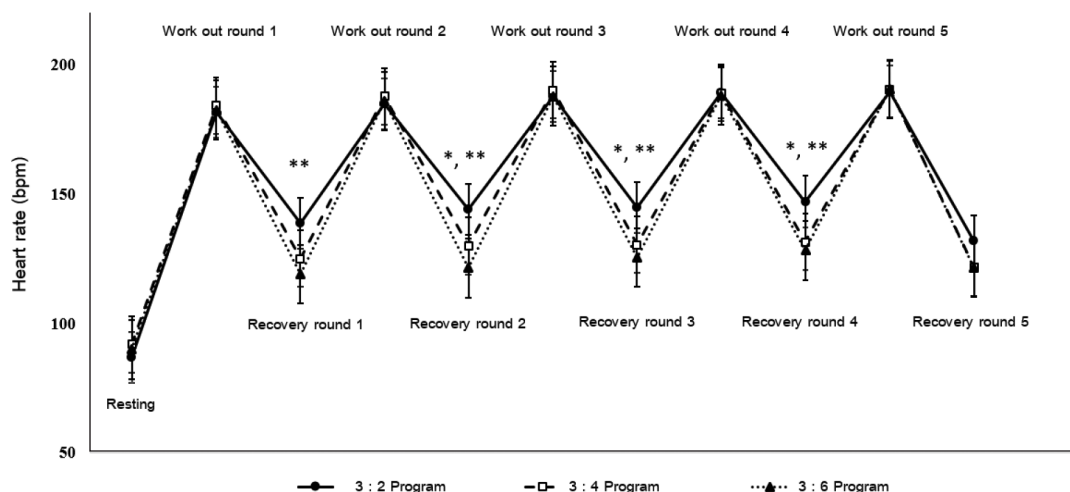 Work out round 1 Work out round 2 Work out round 3 Work out round 4 Work out round 5
200
** *, ** *, ** *, **
150
Heart rate (bpm)
100
Recovery round 1 Recovery round 2 Recovery round 3 Recovery round 4 Recovery round 5
Resting
50
3 : 2 Program 3 : 4 Program 3 : 6 Program